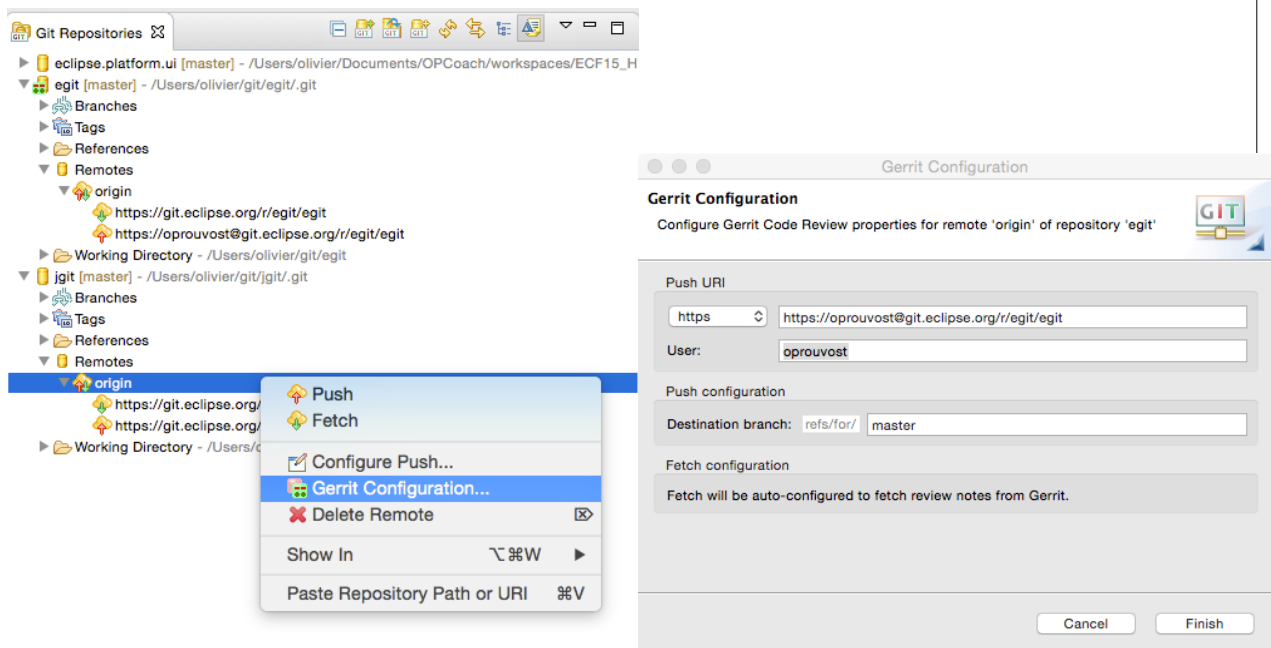 Git Repositories
eclipse.platform.ui [master] - /Users/olivier/Documents/OPCoach/workspaces/ECF15_H
egit [master] - /Users/olivier/git/egit/.git
Branches
Tags
References
Remotes
origin
https://git.eclipse.org/r/egit/egit
https://oprouvost@git.eclipse.org/r/egit/egit
Working Directory - /Users/olivier/git/egit
jgit [master] - /Users/olivier/git/jgit/.git
Branches
Tags
References
Remotes
origin
https://git.eclipse.org/
https://git.eclipse.org/
Working Directory - /Users/o
Push
Fetch
Configure Push...
Gerrit Configuration...
Delete Remote
Show In ⌥⌘W
Paste Repository Path or URI ⌘V
Gerrit Configuration
Gerrit Configuration
Configure Gerrit Code Review properties for remote 'origin' of repository 'egit'
GIT
Push URI
https https://oprouvost@git.eclipse.org/r/egit/egit
User: oprouvost
Push configuration
Destination branch: refs/for/ master
Fetch configuration
Fetch will be auto-configured to fetch review notes from Gerrit.
Cancel Finish